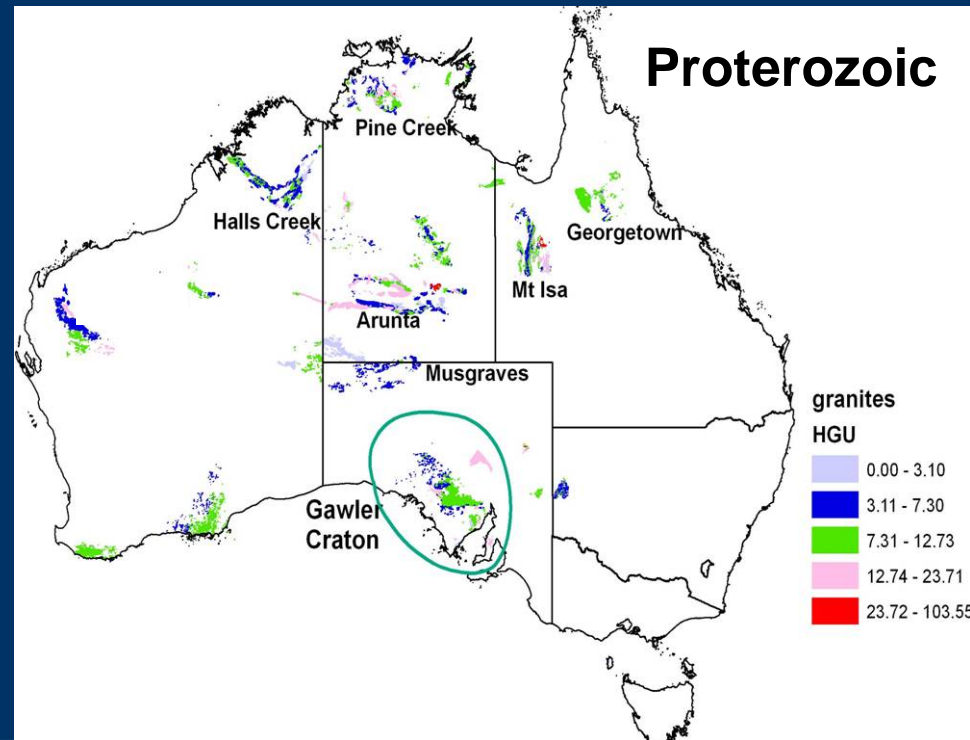 Proterozoic
Pine Creek
Halls Creek
Georgetown
Mt Isa
Arunta
Musgraves
Gawler
Craton
granites
HGU
0.00 - 3.10
3.11 - 7.30
7.31 - 12.73
12.74 - 23.71
23.72 - 103.55